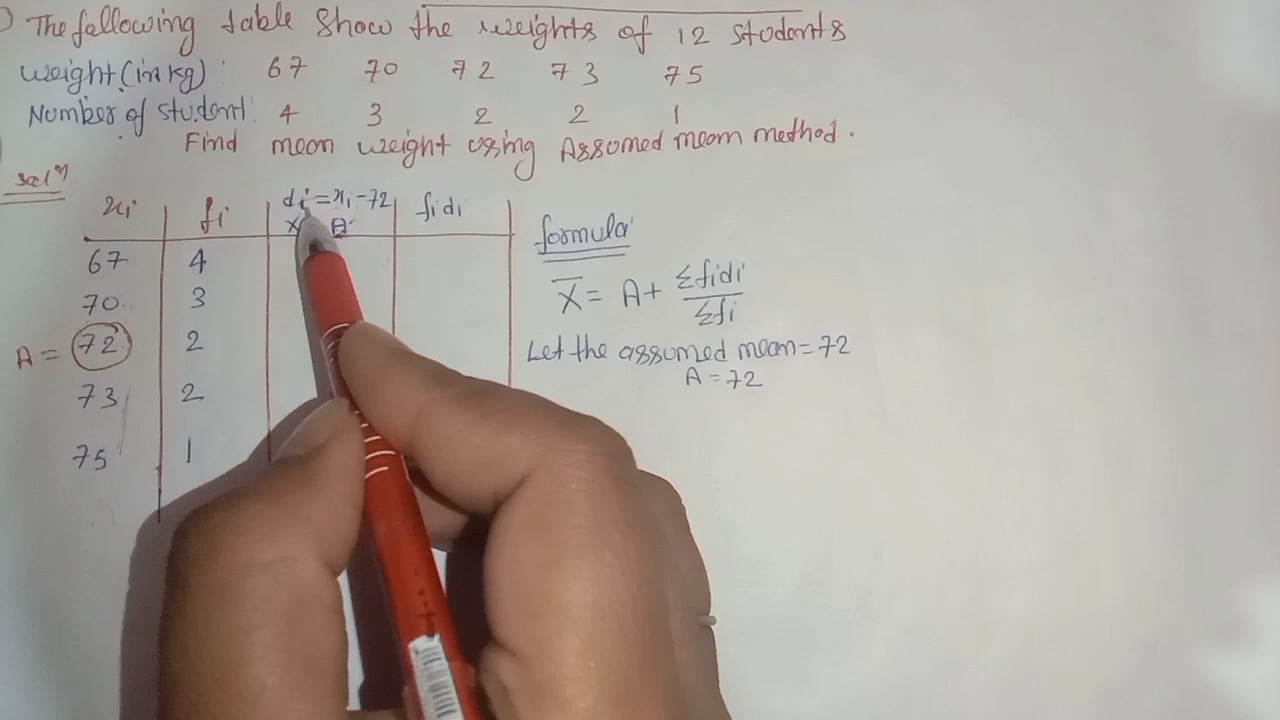 The following table Show the weights of 12 students
Weight (in kg) : 67 70 72 73 75
Number of student: 4 3 2 2 1
Find mean weight using Assumed mean method.
Solⁿ
xi fi di = xi - 72 fidi
A
67 4
70 3
A = 72 2
73 2
75 1
formula
X̅ = A + Σfidi / Σfi
Let the assumed mean = 72
A = 72